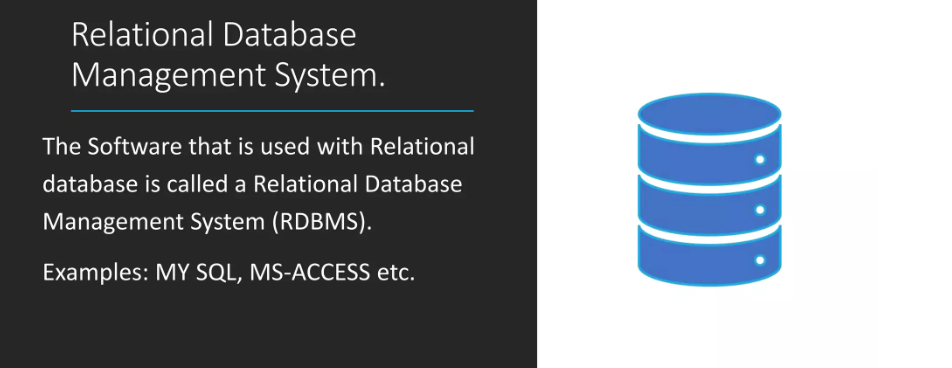 Relational Database
Management System.
The Software that is used with Relational
database is called a Relational Database
Management System (RDBMS).
Examples: MY SQL, MS-ACCESS etc.